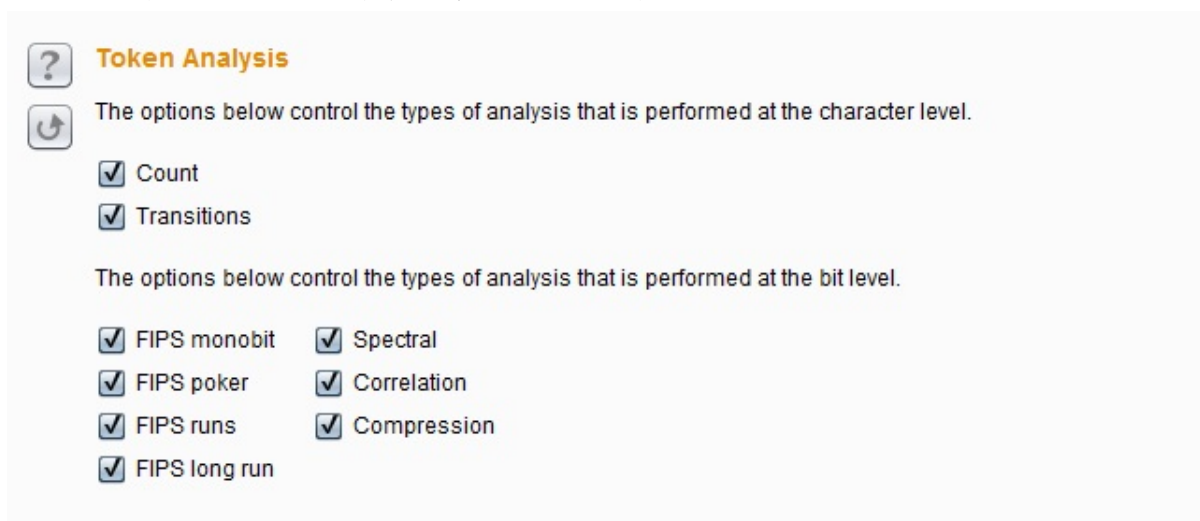 ?
Token Analysis
The options below control the types of analysis that is performed at the character level.
Count
Transitions
The options below control the types of analysis that is performed at the bit level.
FIPS monobit
Spectral
FIPS poker
Correlation
FIPS runs
Compression
FIPS long run